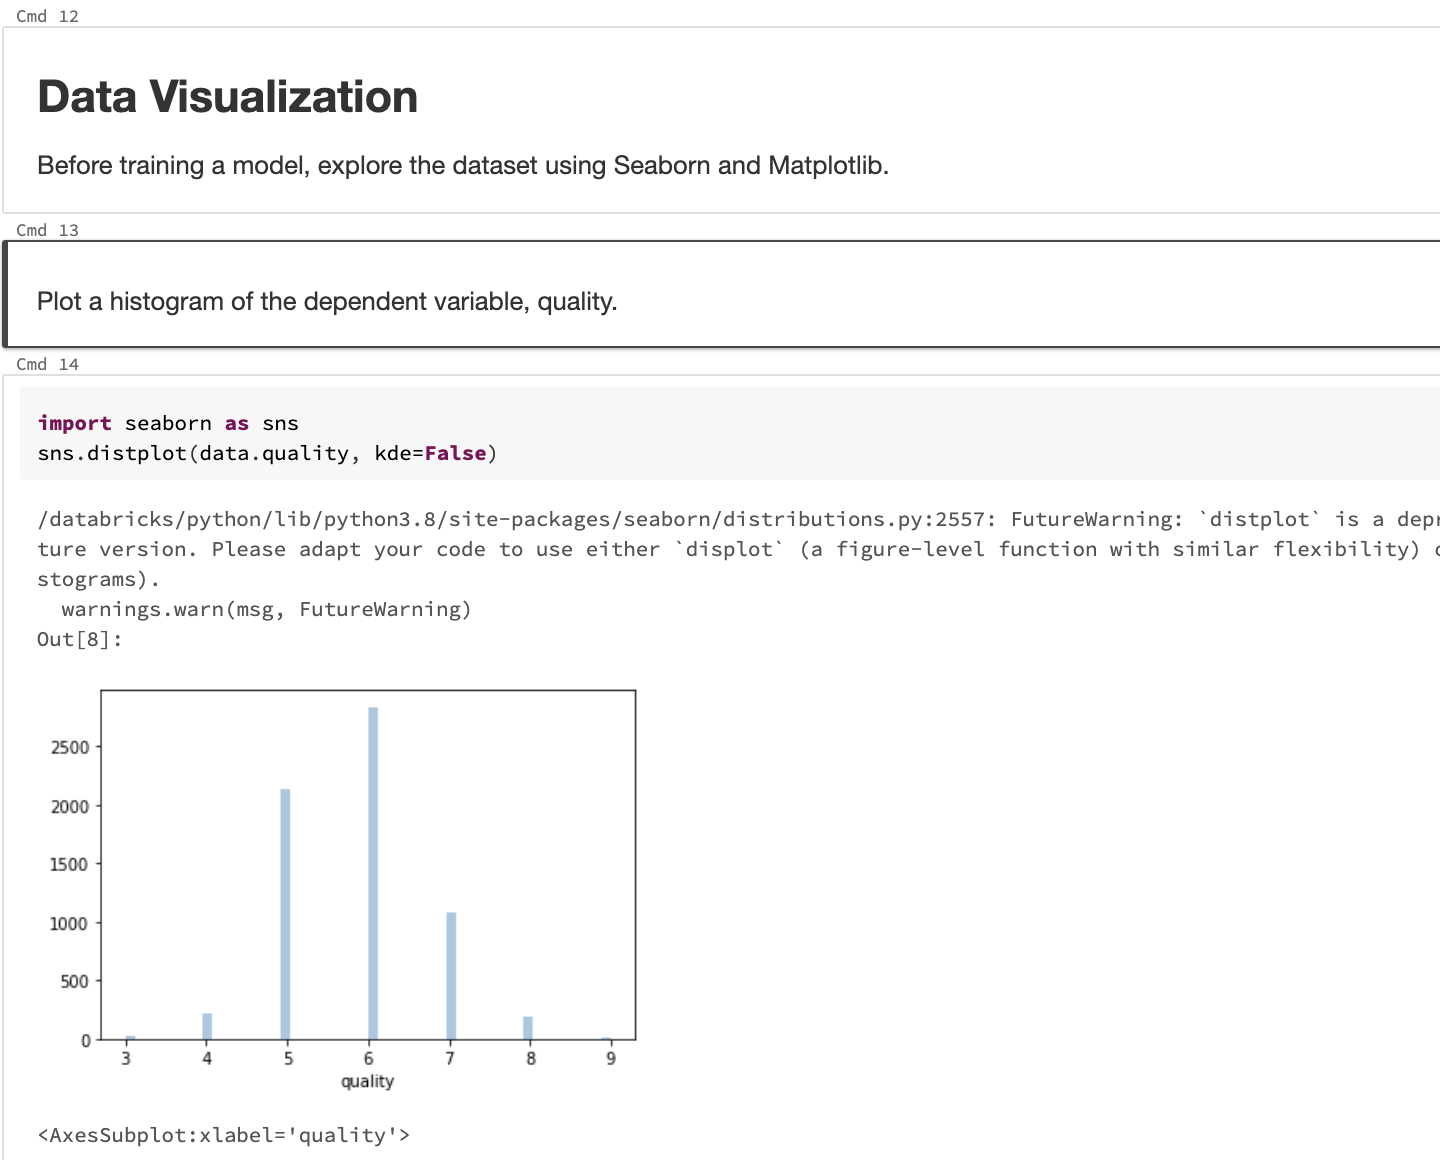 Cmd 12
Data Visualization
Before training a model, explore the dataset using Seaborn and Matplotlib.
Cmd 13
Plot a histogram of the dependent variable, quality.
Cmd 14
import seaborn as sns
sns.distplot(data.quality, kde=False)
/databricks/python/lib/python3.8/site-packages/seaborn/distributions.py:2557: FutureWarning: `distplot` is a depr
ture version. Please adapt your code to use either `displot` (a figure-level function with similar flexibility)
stograms).
warnings.warn(msg, FutureWarning)
Out[8]:
2500
2000
1500
1000
500
0
3 4 5 6 7 8 9
quality
<AxesSubplot:xlabel='quality'>